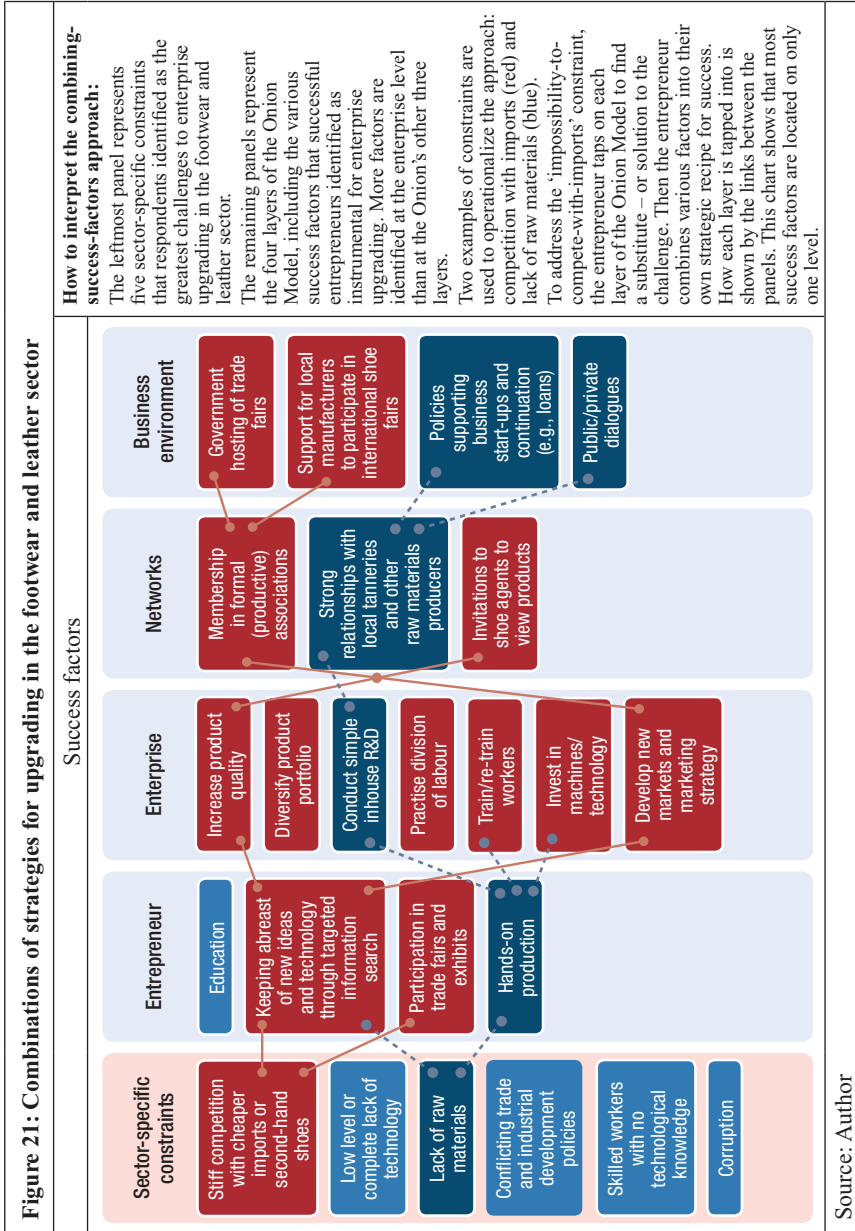 Figure 21: Combinations of strategies for upgrading in the footwear and leather sector
Success factors
Sector-specific
constraints
Stiff competition
with cheaper
imports or
second-hand
shoes
Low level or
complete lack of
technology
Lack of raw
materials
Conflicting trade
and industrial
development
policies
Skilled workers
with no
technological
knowledge
Corruption
Entrepreneur
Education
Keeping abreast
of new ideas
and technology
through targeted
information
search
Participation in
trade fairs and
exhibits
Hands-on
production
Enterprise
Increase product
quality
Diversify product
portfolio
Conduct simple
inhouse R&D
Practise division
of labour
Train/re-train
workers
Invest in
machines/
technology
Develop new
markets and
marketing
strategy
Networks
Membership
in formal
(productive)
associations
Strong
relationships with
local tanneries
and other
raw materials
producers
Invitations to
shoe agents to
view products
Business
environment
Government
hosting of trade
fairs
Support for local
manufacturers
to participate in
international shoe
fairs
Policies
supporting
business
start-ups and
continuation
(e.g., loans)
Public/private
dialogues
How to interpret the combining-
success-factors approach:
The leftmost panel represents
five sector-specific constraints
that respondents identified as the
greatest challenges to enterprise
upgrading in the footwear and
leather sector.
The remaining panels represent
the four layers of the Onion
Model, including the various
success factors that successful
entrepreneurs identified as
instrumental for enterprise
upgrading. More factors are
identified at the enterprise level
than at the Onion's other three
layers.
Two examples of constraints are
used to operationalize the approach:
competition with imports (red) and
lack of raw materials (blue).
To address the ‘impossibility-to-
compete-with-imports’ constraint,
the entrepreneur taps on each
layer of the Onion Model to find
a substitute – or solution to the
challenge. Then the entrepreneur
combines various factors into their
own strategic recipe for success.
How each layer is tapped into is
shown by the links between the
panels. This chart shows that most
success factors are located on only
one level.
Source: Author